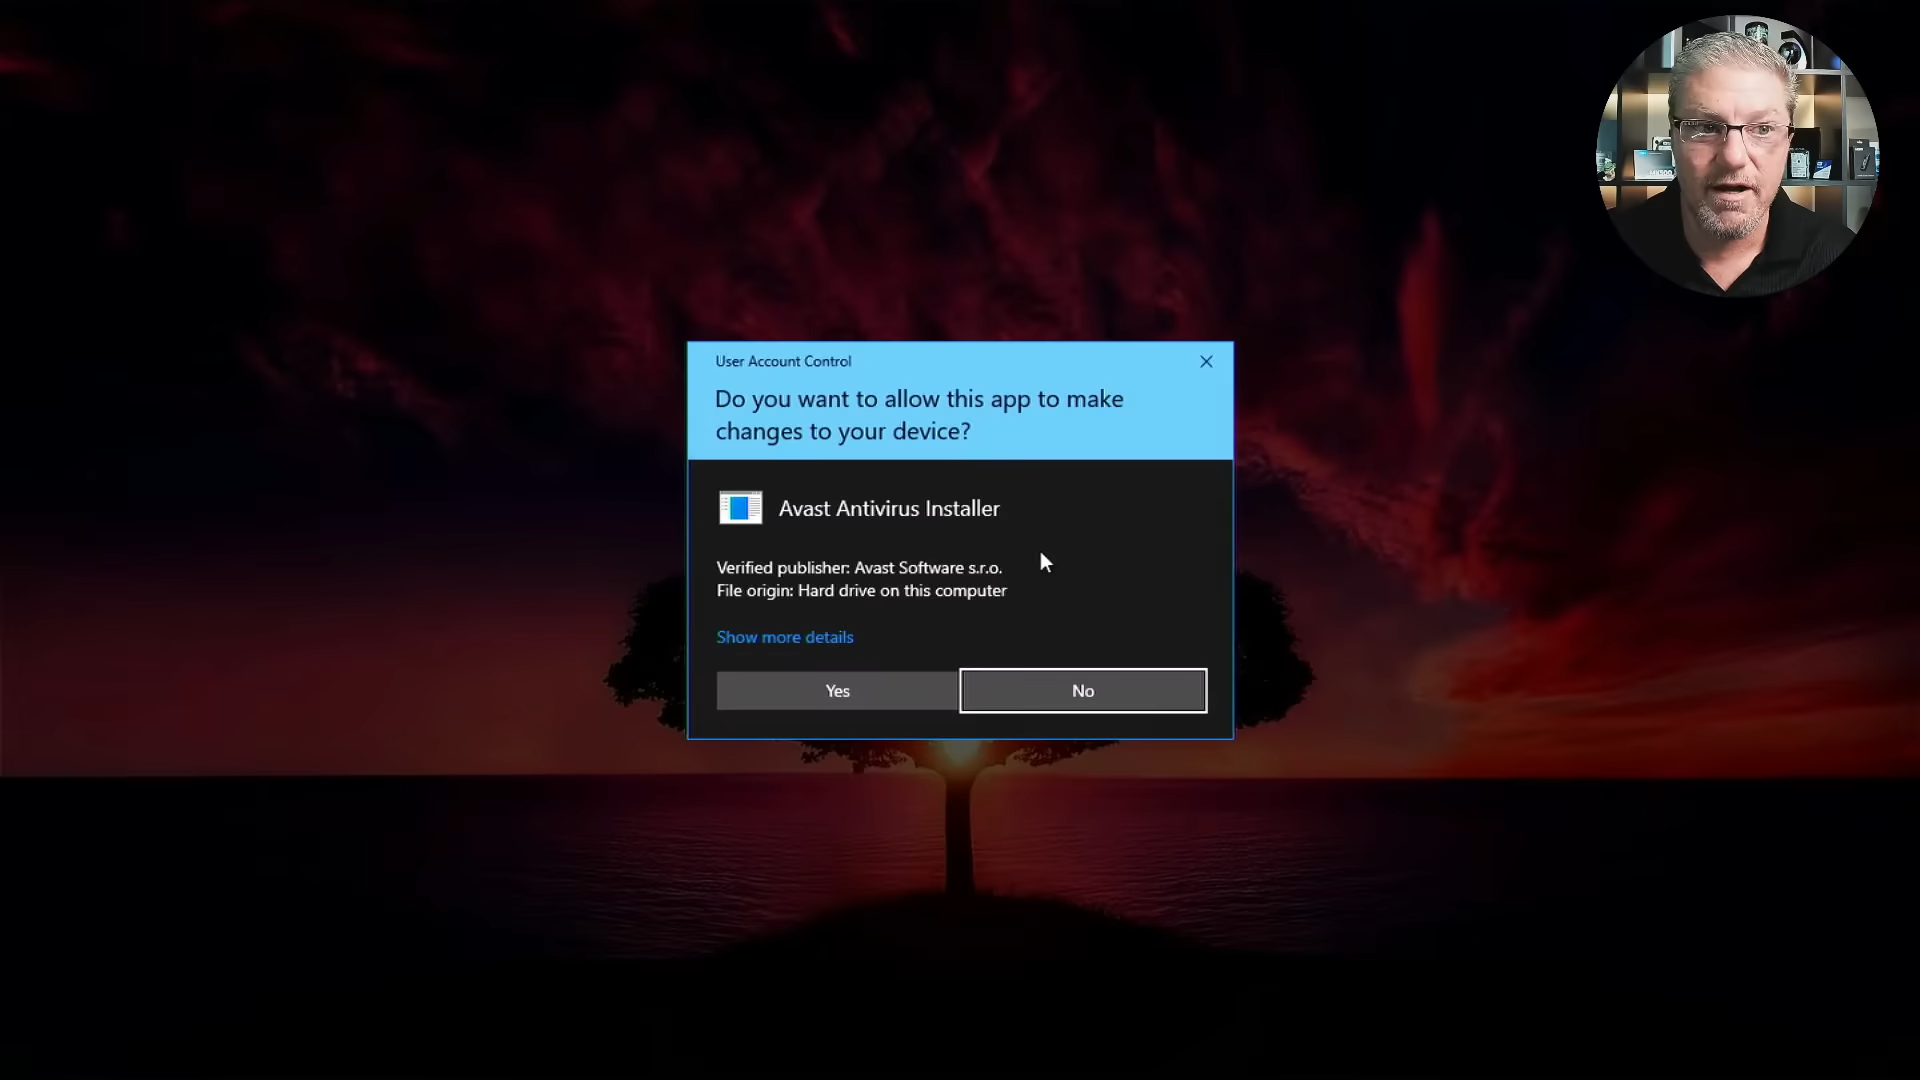 User Account Control
Do you want to allow this app to make
changes to your device?
Avast Antivirus Installer
Verified publisher: Avast Software s.r.o.
File origin: Hard drive on this computer
Show more details
Yes
No
MX500